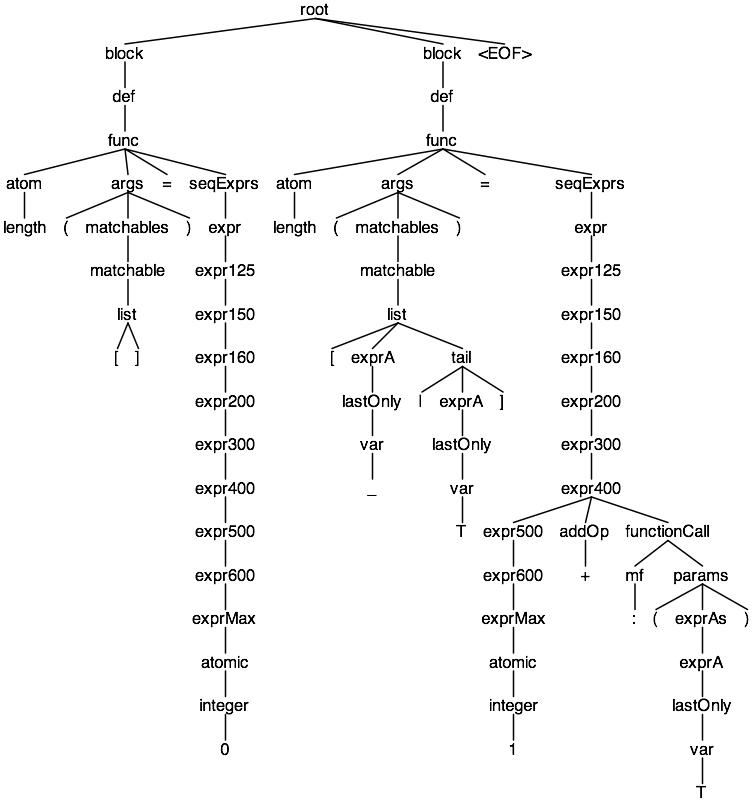 root
block block <EOF>
def def
func func
atom args = seqExprs atom args = seqExprs
length ( matchables ) expr length ( matchables ) expr
matchable expr125 matchable expr125
list expr150 list expr150
[ ] expr160 [ exprA tail expr160
expr200 lastOnly | exprA ] expr200
expr300 var lastOnly expr300
expr400 _ var expr400
expr500 T expr500 addOp functionCall
expr600 expr600 + mf params
exprMax exprMax : ( exprAs )
atomic atomic exprA
integer integer lastOnly
0 1 var
T